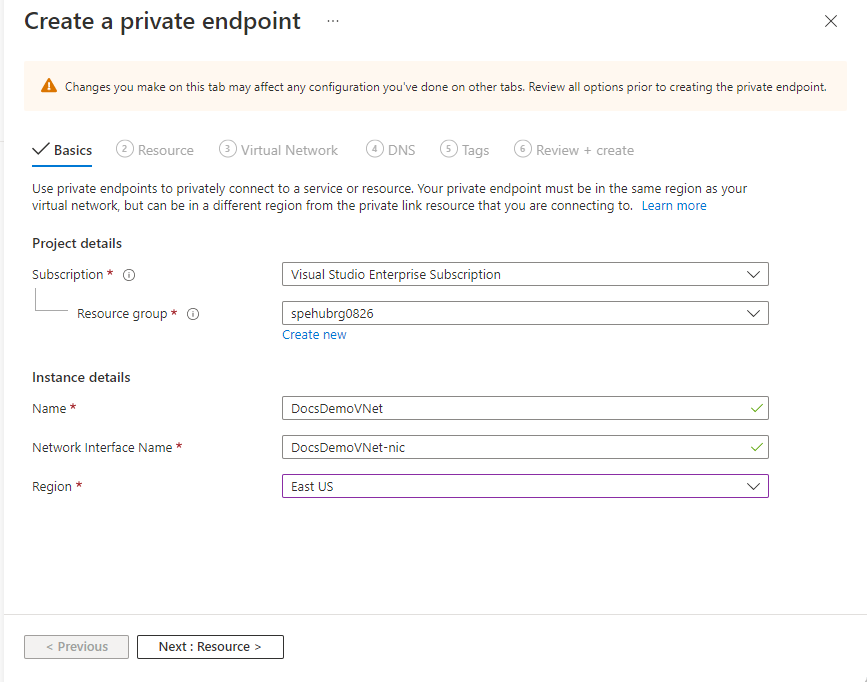 Create a private endpoint ...
Changes you make on this tab may affect any configuration you've done on other tabs. Review all options prior to creating the private endpoint.
Basics 2 Resource 3 Virtual Network 4 DNS 5 Tags 6 Review + create
Use private endpoints to privately connect to a service or resource. Your private endpoint must be in the same region as your
virtual network, but can be in a different region from the private link resource that you are connecting to. Learn more
Project details
Subscription * Visual Studio Enterprise Subscription
Resource group * spehubrg0826
Create new
Instance details
Name * DocsDemoVNet
Network Interface Name * DocsDemoVNet-nic
Region * East US
< Previous Next : Resource >